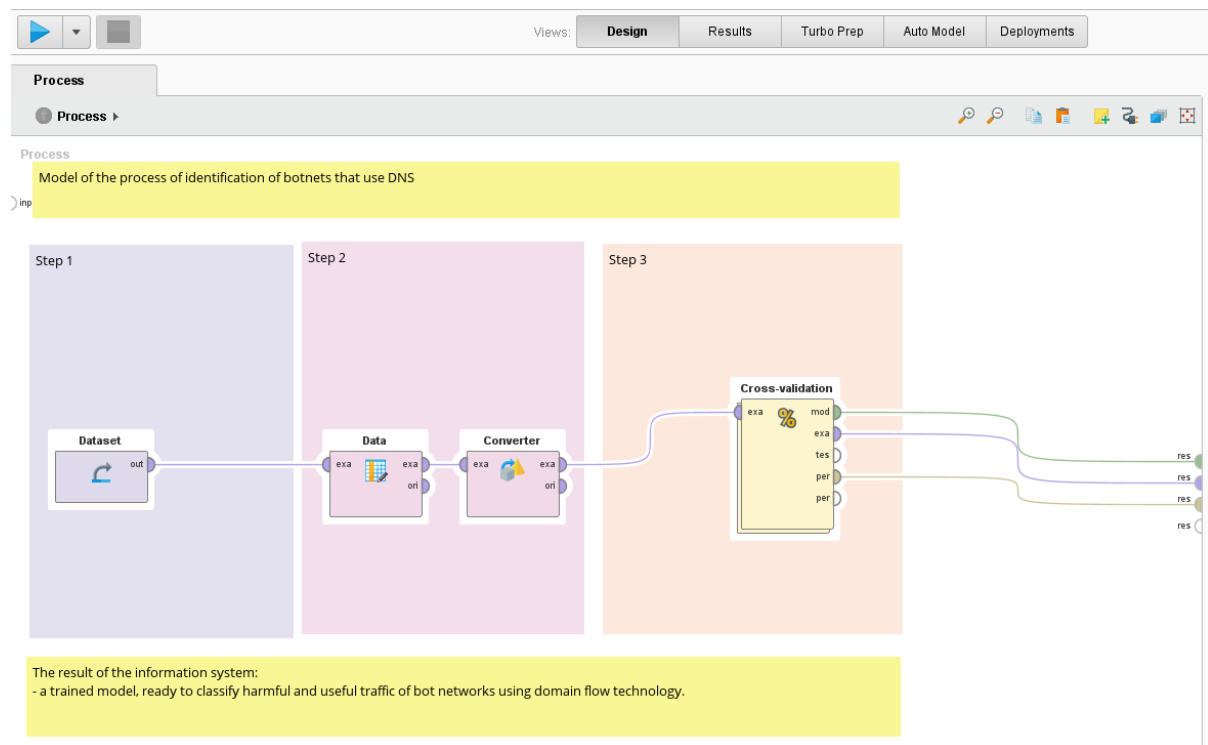 Views: Design Results Turbo Prep Auto Model Deployments
Process
Process
Process
Model of the process of identification of botnets that use DNS
inp
Step 1
Step 2
Step 3
Dataset
out
Data
exa exa
ori
Converter
exa exa
ori
Cross-validation
exa % mod
exa
tes
per
per
res
res
res
res
The result of the information system:
- a trained model, ready to classify harmful and useful traffic of bot networks using domain flow technology.